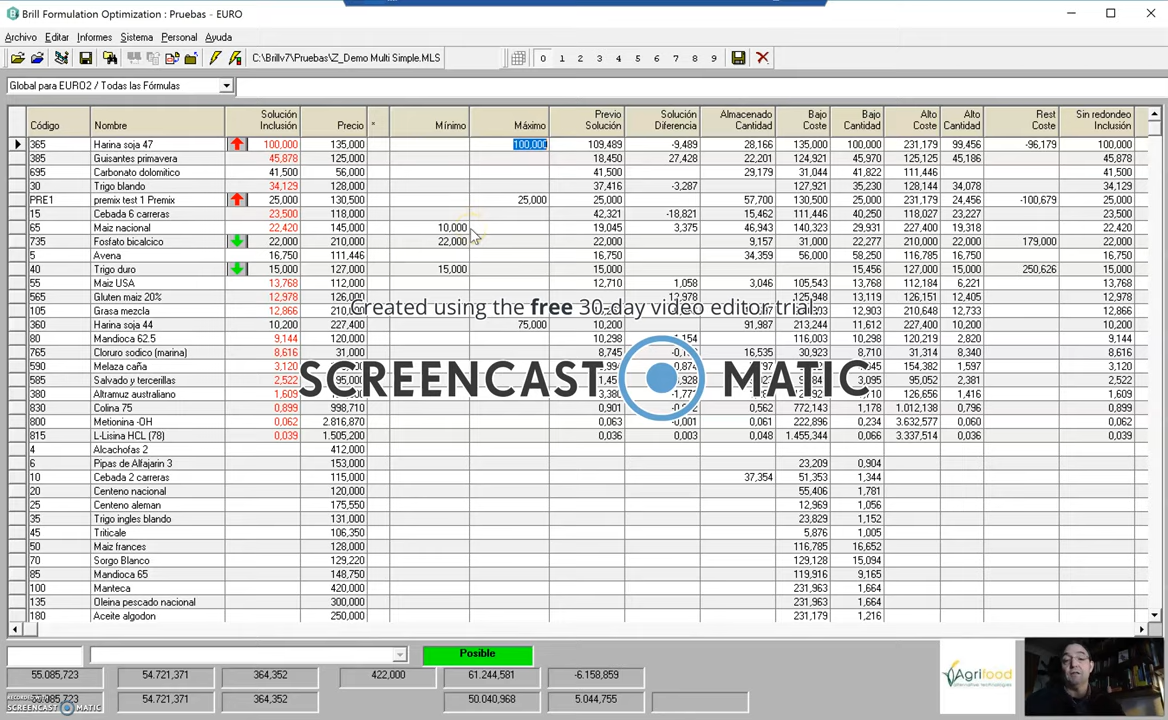 Brill Formulation Optimization : Pruebas - EURO
Archivo Editar Informes Sistema Personal Ayuda
C:\Brillv7\Pruebas\Z_Demo Multi Simple.MLS 0 1 2 3 4 5 6 7 8 9
Global para EURO2 / Todas las Fórmulas
Código Nombre Solución Inclusión Precio * Mínimo Máximo Previo Solución Solución Diferencia Almacenado Cantidad Bajo Coste Bajo Cantidad Alto Coste Alto Cantidad Rest Coste Sin redondeo Inclusión
365 Harina soja 47 100,000 135,000 100,000 109,489 -9,489 28,166 135,000 100,000 231,179 99,456 -96,179 100,000
385 Guisantes primavera 45,878 125,000 18,450 27,428 22,201 124,921 45,970 125,125 45,186 45,878
695 Carbonato dolomitico 41,500 56,000 41,500 29,179 31,044 41,822 111,446 41,500
30 Trigo blando 34,129 128,000 37,416 -3,287 127,921 35,230 128,144 34,078 34,129
PRE1 premix test 1 Premix 25,000 130,500 25,000 25,000 57,700 130,500 25,000 231,179 24,456 -100,679 25,000
15 Cebada 6 carreras 23,500 118,000 42,321 -18,821 15,462 111,446 40,250 118,027 23,227 23,500
65 Maiz nacional 22,420 145,000 10,000 19,045 3,375 46,943 140,323 29,931 227,400 19,318 22,420
735 Fosfato bicalcico 22,000 210,000 22,000 22,000 9,157 31,000 22,277 210,000 22,000 179,000 22,000
5 Avena 16,750 111,446 16,750 34,359 56,000 58,250 111,446 16,750
40 Trigo duro 15,000 127,000 15,000 15,000 15,456 127,000 15,000 250,626 15,000
55 Maiz USA 13,768 112,000 12,710 1,058 3,046 105,542 13,768 112,814 6,221 13,768
565 Gluten maiz 20% 12,978 126,000 12,978 125,946 13,119 126,151 12,405 12,978
105 Grasa mezcla 12,866 210,000 12,103 210,648 12,733 12,866
360 Harina soja 44 10,200 227,400 75,000 10,200 91,987 213,244 11,612 227,400 10,200 10,200
80 Mandioca 62.5 9,144 116,003 2,820 9,144
765 Cloruro sodico (marina) 8,616 31,000 8,745 16,535 30,923 8,710 31,314 8,340 8,616
590 Melaza caña 3,120 154,382 1,597 3,120
585 Salvado y tercerillas 2,522 95,000 3,095 95,045 2,381 2,522
380 Altramuz australiano 1,609 126,656 1,416 1,609
830 Colina 75 0,899 998,710 0,901 0,562 772,143 1,178 1.012,138 0,796 0,899
800 Metionina -OH 0,062 2.816,870 0,063 -0,001 0,061 222,896 0,234 3.632,577 0,060 0,062
815 L-Lisina HCL (78) 0,039 1.505,200 0,036 0,003 0,048 1.455,344 0,066 3.337,514 0,036 0,039
4 Alcachofas 2 412,000
6 Pipas de Alfajarin 3 153,000 23,209 0,904
10 Cebada 2 carreras 115,000 37,354 51,353 1,344
20 Centeno nacional 120,000 55,406 1,781
25 Centeno aleman 175,550 12,969 1,056
35 Trigo ingles blando 131,000 23,829 1,152
45 Triticale 106,350 5,876 1,005
50 Maiz frances 128,000 116,785 16,652
70 Sorgo Blanco 129,220 129,128 15,094
85 Mandioca 65 148,750 119,916 9,165
100 Manteca 420,000 231,963 1,664
135 Oleina pescado nacional 300,000 231,963 1,664
180 Aceite algodon 250,000 231,179 1,216
Created using the free 30-day video editor trial
SCREENCAST MATIC
Posible
55.085,723 54.721,371 364,352 422,000 61.244,581 -6.158,859
54.721,371 364,352 50.040,968 5.044,755
RECORDED WITH
SCREENCAST MATIC
Agrifood
alternative technologies